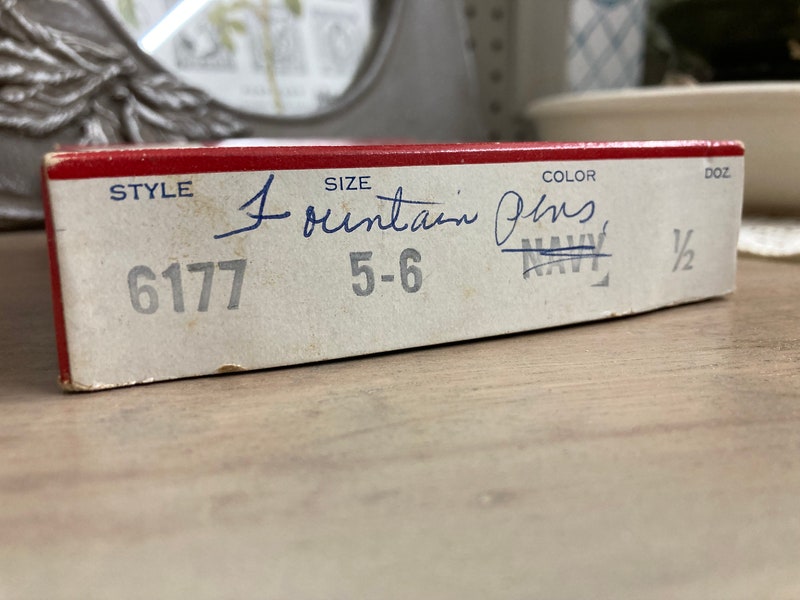 STYLE SIZE COLOR DOZ.
Fountain Pens,
6177 5-6 NAVY ½